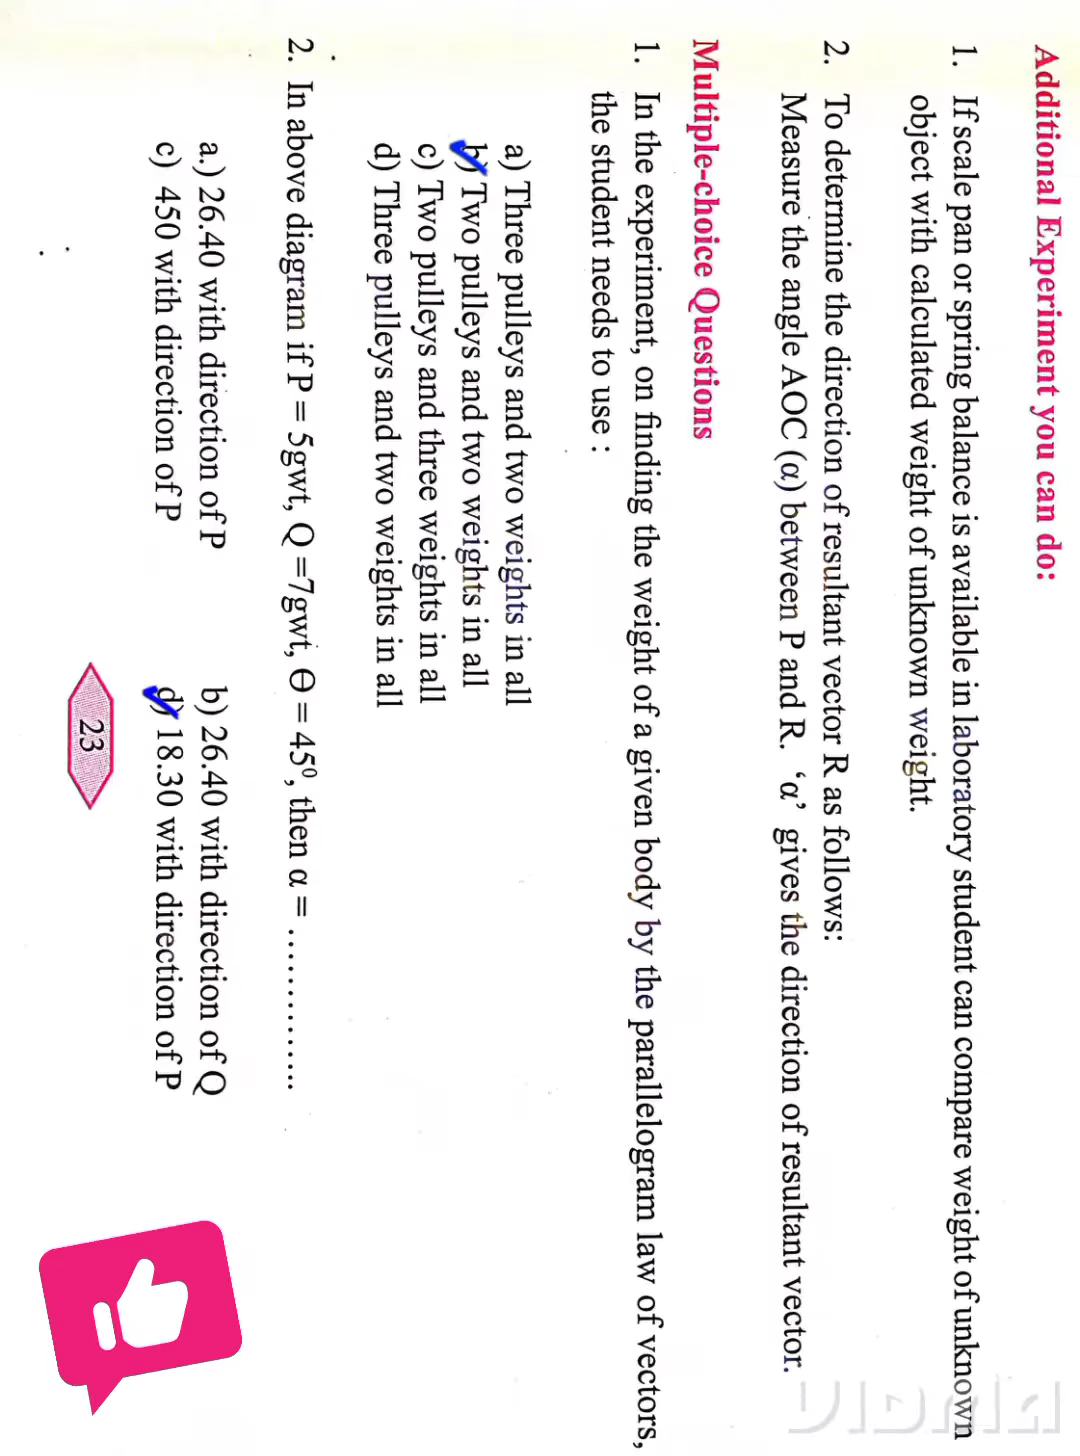 Additional Experiment you can do:
1. If scale pan or spring balance is available in laboratory student can compare weight of unknown
object with calculated weight of unknown weight.
2. To determine the direction of resultant vector R as follows:
Measure the angle AOC (α) between P and R. ‘α’ gives the direction of resultant vector.
Multiple-choice Questions
1. In the experiment, on finding the weight of a given body by the parallelogram law of vectors,
the student needs to use :
a) Three pulleys and two weights in all
b) Two pulleys and two weights in all
c) Two pulleys and three weights in all
d) Three pulleys and two weights in all
2. In above diagram if P = 5gwt, Q =7gwt, Θ = 45⁰, then α = ..............
a.) 26.40 with direction of P b) 26.40 with direction of Q
c) 450 with direction of P d) 18.30 with direction of P
23